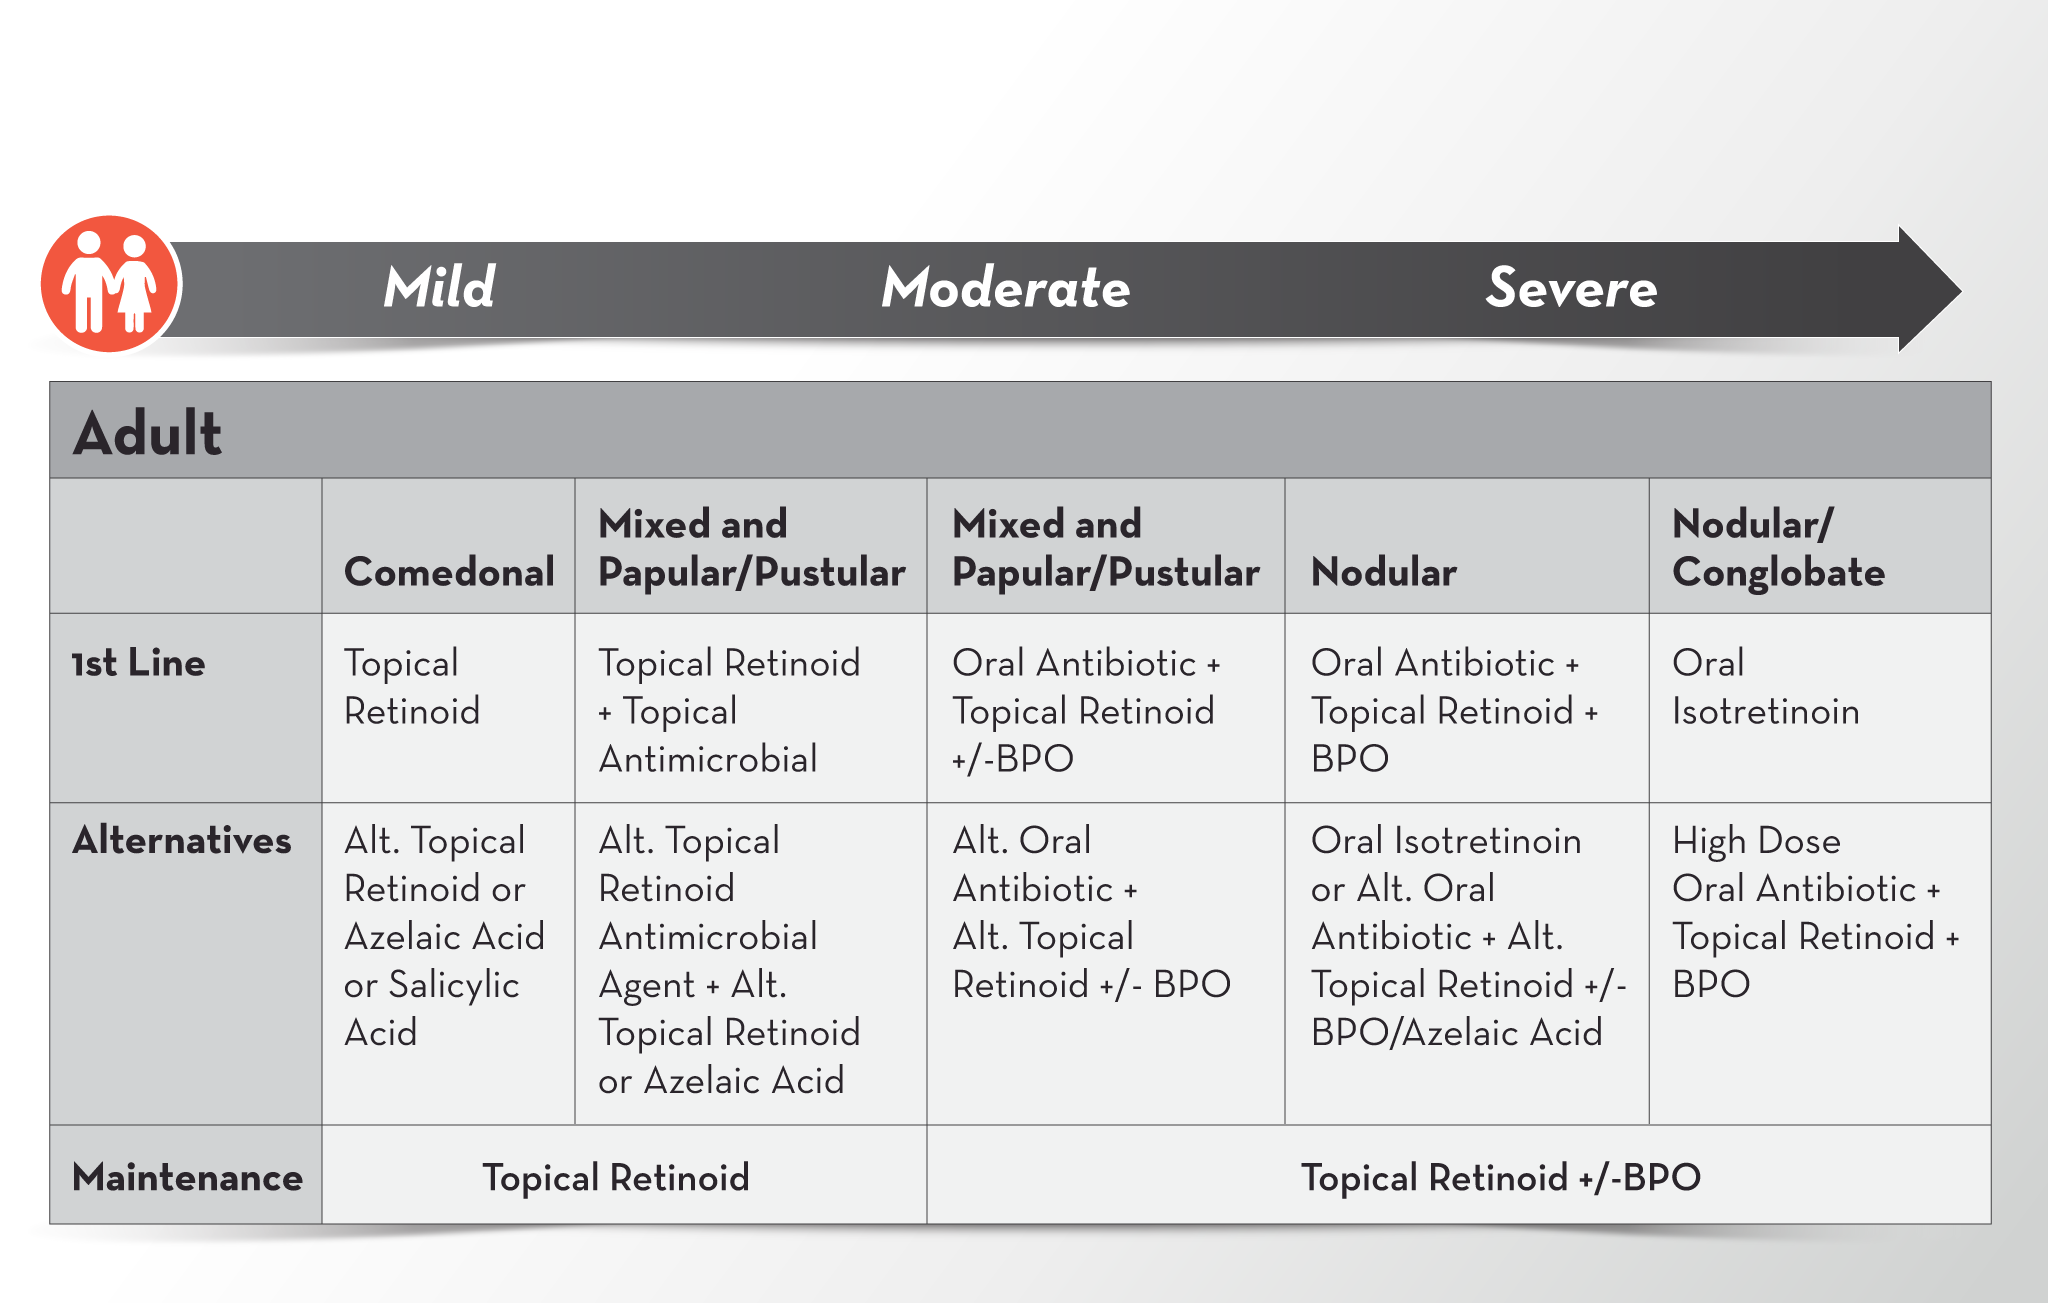 Mild
Moderate
Severe
Adult
Comedonal
Mixed and
Papular/Pustular
Mixed and
Papular/Pustular
Nodular
Nodular/
Conglobate
1st Line
Topical
Retinoid
Topical Retinoid
+ Topical
Antimicrobial
Oral Antibiotic +
Topical Retinoid
+/-BPO
Oral Antibiotic +
Topical Retinoid +
BPO
Oral
Isotretinoin
Alternatives
Alt. Topical
Retinoid or
Azelaic Acid
or Salicylic
Acid
Alt. Topical
Retinoid
Antimicrobial
Agent + Alt.
Topical Retinoid
or Azelaic Acid
Alt. Oral
Antibiotic +
Alt. Topical
Retinoid +/- BPO
Oral Isotretinoin
or Alt. Oral
Antibiotic + Alt.
Topical Retinoid +/-
BPO/Azelaic Acid
High Dose
Oral Antibiotic +
Topical Retinoid +
BPO
Maintenance
Topical Retinoid
Topical Retinoid +/-BPO